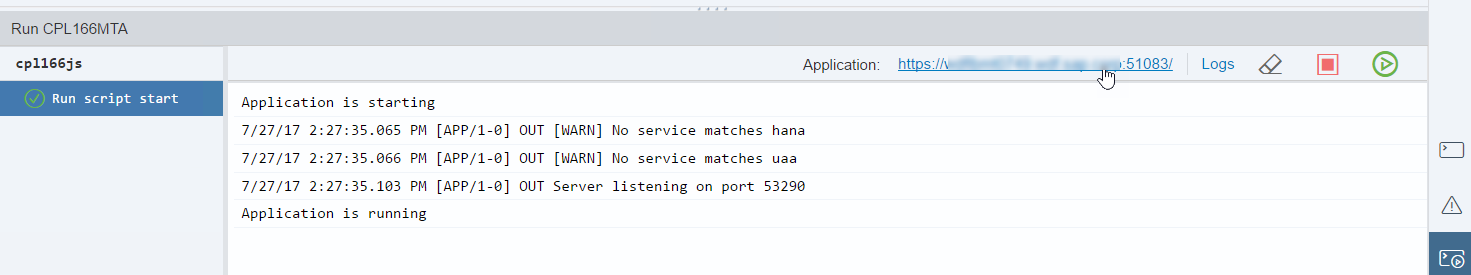 Run CPL166MTA
cpl166js
Application: https:// :51083/ Logs
Run script start
Application is starting
7/27/17 2:27:35.065 PM [APP/1-0] OUT [WARN] No service matches hana
7/27/17 2:27:35.066 PM [APP/1-0] OUT [WARN] No service matches uaa
7/27/17 2:27:35.103 PM [APP/1-0] OUT Server listening on port 53290
Application is running